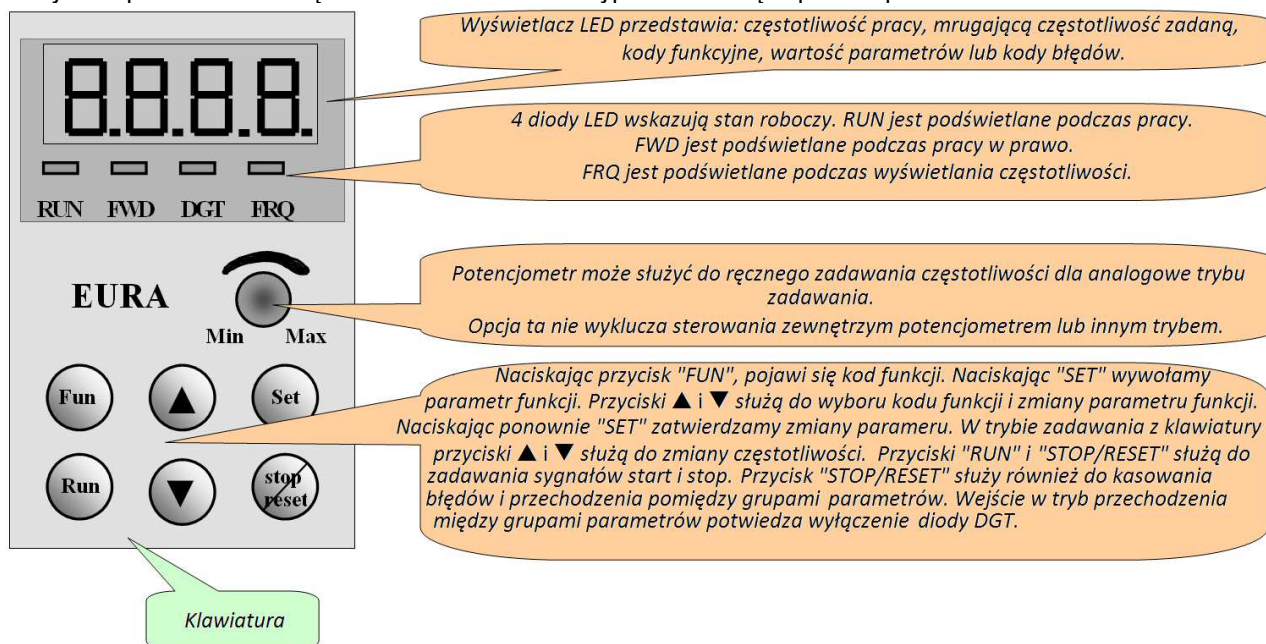 Wyświetlacz LED przedstawia: częstotliwość pracy, mrugającą częstotliwość zadaną,
kody funkcyjne, wartość parametrów lub kody błędów.
8.8.8.8.
4 diody LED wskazują stan roboczy. RUN jest podświetlane podczas pracy.
FWD jest podświetlane podczas pracy w prawo.
FRQ jest podświetlane podczas wyświetlania częstotliwości.
RUN FWD DGT FRQ
Potencjometr może służyć do ręcznego zadawania częstotliwości dla analogowe trybu
zadawania.
Opcja ta nie wyklucza sterowania zewnętrzym potencjometrem lub innym trybem.
EURA
Min Max
Naciskając przycisk "FUN", pojawi się kod funkcji. Naciskając "SET" wywołamy
parametr funkcji. Przyciski ▲ i ▼ służą do wyboru kodu funkcji i zmiany parametru funkcji.
Naciskając ponownie "SET" zatwierdzamy zmiany parameru. W trybie zadawania z klawiatury
przyciski ▲ i ▼ służą do zmiany częstotliwości. Przyciski "RUN" i "STOP/RESET" służą do
zadawania sygnałów start i stop. Przycisk "STOP/RESET" służy również do kasowania
błędów i przechodzenia pomiędzy grupami parametrów. Wejście w tryb przechodzenia
między grupami parametrów potwiedza wyłączenie diody DGT.
Fun ▲ Set
Run ▼ stop
reset
Klawiatura